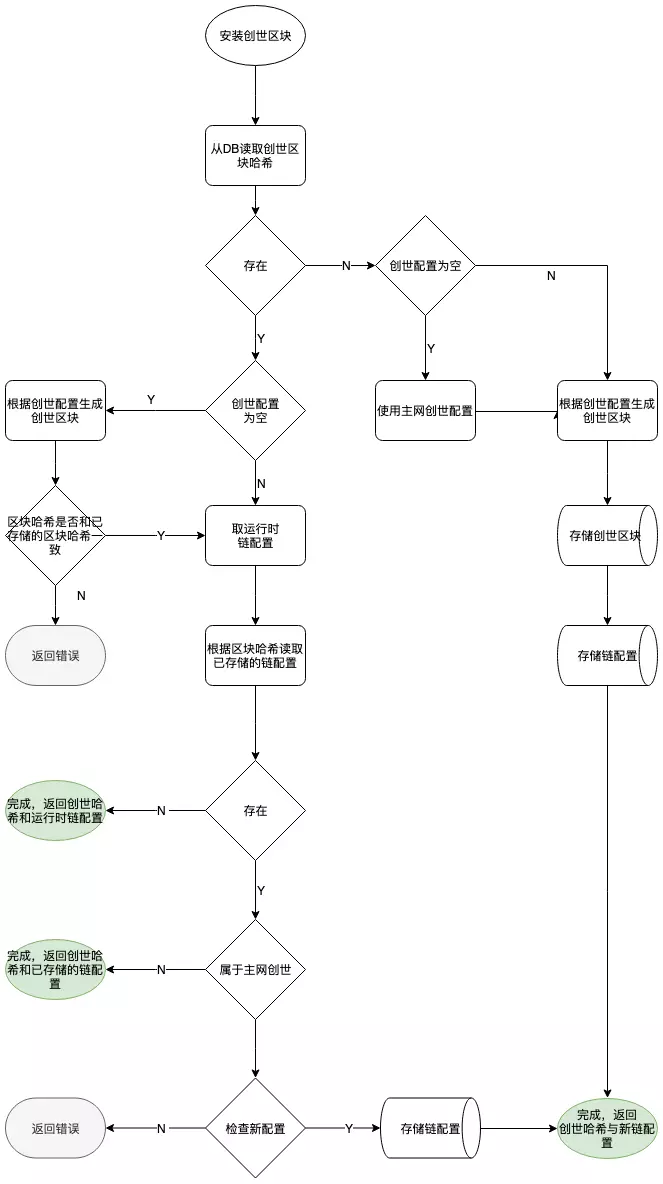 安装创世区块
从DB读取创世区
块哈希
存在
N
创世配置为空
N
Y
Y
根据创世配置生成
创世区块
Y
创世配置
为空
使用主网创世配置
根据创世配置生成
创世区块
N
区块哈希是否和已
存储的区块哈希一
致
Y
取运行时
链配置
存储创世区块
N
返回错误
根据区块哈希读取
已存储的链配置
存储链配置
完成，返回创世哈
希和运行时链配置
N
存在
Y
完成，返回创世哈
希和已存储的链配
置
N
属于主网创世
返回错误
N
检查新配置
Y
存储链配置
完成，返回
创世哈希与新链配
置